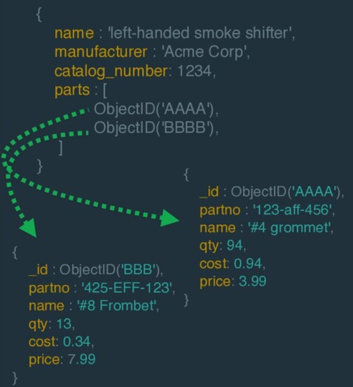 {
name : 'left-handed smoke shifter',
manufacturer : 'Acme Corp',
catalog_number: 1234,
parts : [
ObjectID('AAAA'),
ObjectID('BBBB'),
]
}
{
_id : ObjectID('AAAA'),
partno : '123-aff-456',
name : '#4 grommet',
qty: 94,
cost: 0.94,
price: 3.99
}
{
_id : ObjectID('BBB'),
partno : '425-EFF-123',
name : '#8 Frombet',
qty: 13,
cost: 0.34,
price: 7.99
}